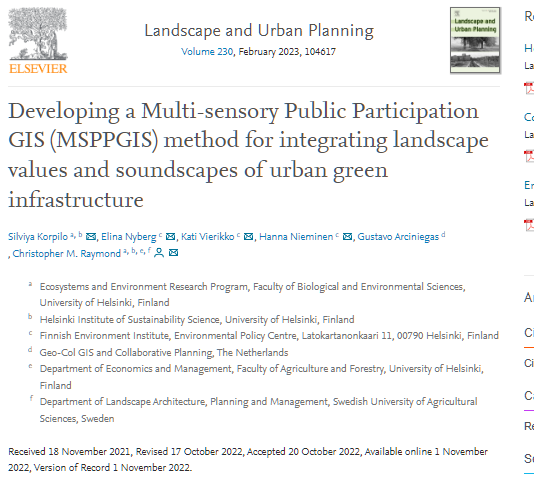 Landscape and Urban Planning
Volume 230, February 2023, 104617
ELSEVIER
Landscape and
Urban Planning
Developing a Multi-sensory Public Participation
GIS (MSPPGIS) method for integrating landscape
values and soundscapes of urban green
infrastructure
Silviya Korpilo a, b, Elina Nyberg c, Kati Vierikko c, Hanna Nieminen c, Gustavo Arciniegas d
, Christopher M. Raymond a, b, e, f
a Ecosystems and Environment Research Program, Faculty of Biological and Environmental Sciences,
University of Helsinki, Finland
b Helsinki Institute of Sustainability Science, University of Helsinki, Finland
c Finnish Environment Institute, Environmental Policy Centre, Latokartanonkaari 11, 00790 Helsinki, Finland
d Geo-Col GIS and Collaborative Planning, The Netherlands
e Department of Economics and Management, Faculty of Agriculture and Forestry, University of Helsinki,
Finland
f Department of Landscape Architecture, Planning and Management, Swedish University of Agricultural
Sciences, Sweden
Received 18 November 2021, Revised 17 October 2022, Accepted 20 October 2022, Available online 1 November
2022, Version of Record 1 November 2022.